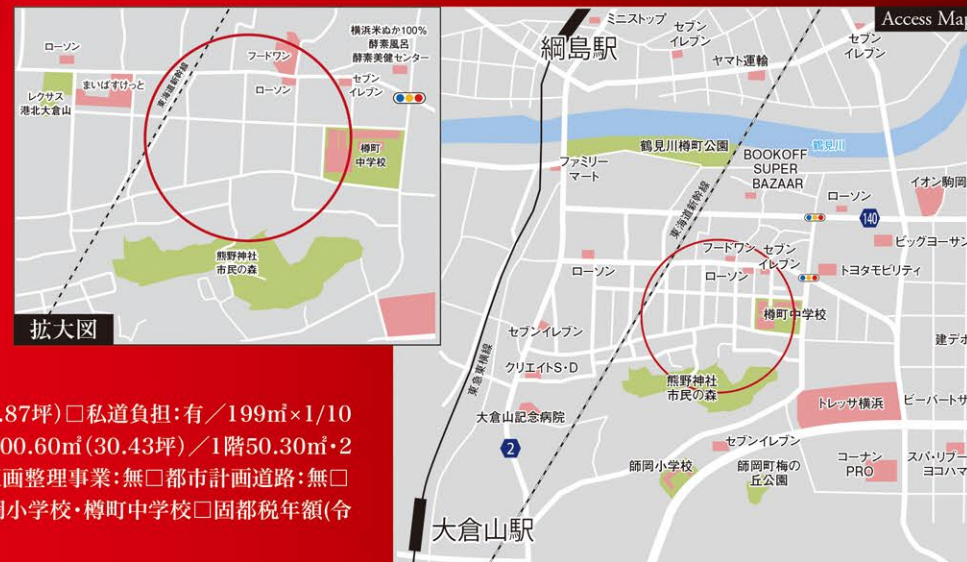 横浜米ぬか100%
酵素風呂
酵素美健センター
ローソン
フードワン
レクサス
港北大倉山
まいばすけっと
東海道新幹線
ローソン
セブン
イレブン
樽町
中学校
熊野神社
市民の森
拡大図
Access Map
ミニストップ
セブン
イレブン
セブン
イレブン
綱島駅
ヤマト運輸
鶴見川樽町公園
鶴見川
ファミリー
マート
BOOKOFF
SUPER
BAZAAR
東海道新幹線
ローソン
イオン駒岡
140
ビッグヨーサン
フードワン
セブン
イレブン
ローソン
ローソン
トヨタモビリティ
樽町中学校
セブンイレブン
東急東横線
クリエイトS・D
熊野神社
市民の森
大倉山記念病院
トレッサ横浜
2
セブンイレブン
師岡小学校
師岡町梅の
丘公園
コーナン
PRO
大倉山駅
.87坪)□私道負担:有/199㎡×1/10
00.60㎡(30.43坪)/1階50.30㎡・2
画整理事業:無□都市計画道路:無□
小学校・樽町中学校□固都税年額(令